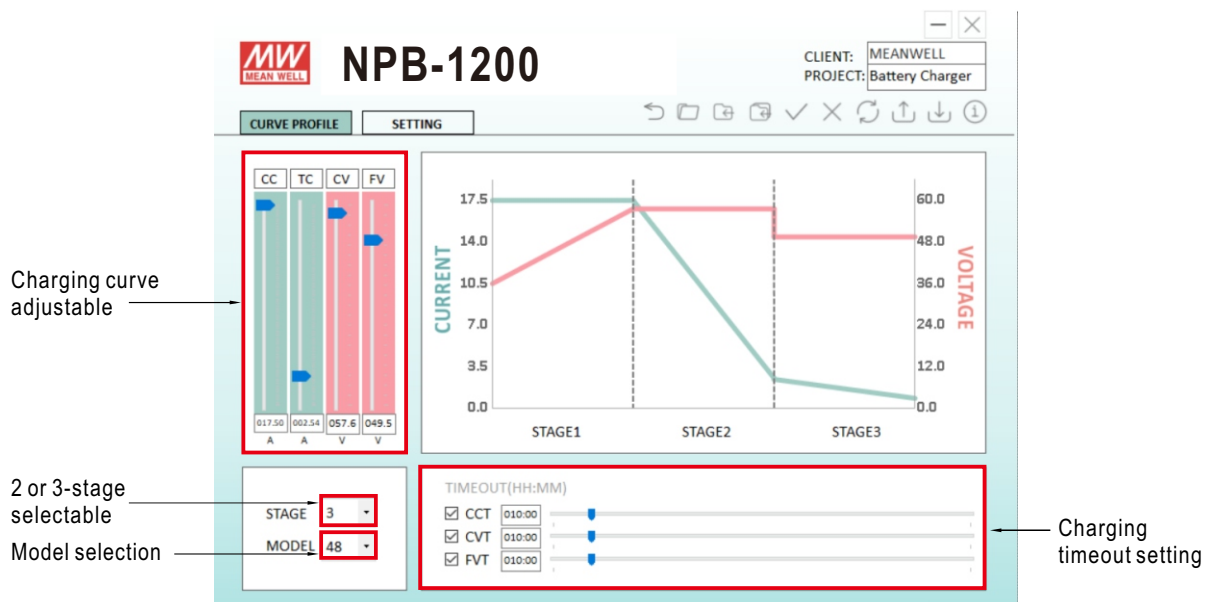 MW
MEAN WELL
NPB-1200
CLIENT: MEANWELL
PROJECT: Battery Charger
CURVE PROFILE SETTING
CC TC CV FV
017.50 002.54 057.6 049.5
A A V V
Charging curve
adjustable
CURRENT
17.5
14.0
10.5
7.0
3.5
0.0
60.0
48.0
36.0
24.0
12.0
0.0
VOLTAGE
STAGE1 STAGE2 STAGE3
2 or 3-stage
selectable
Model selection
STAGE 3
MODEL 48
TIMEOUT(HH:MM)
CCT 010:00
CVT 010:00
FVT 010:00
Charging
timeout setting